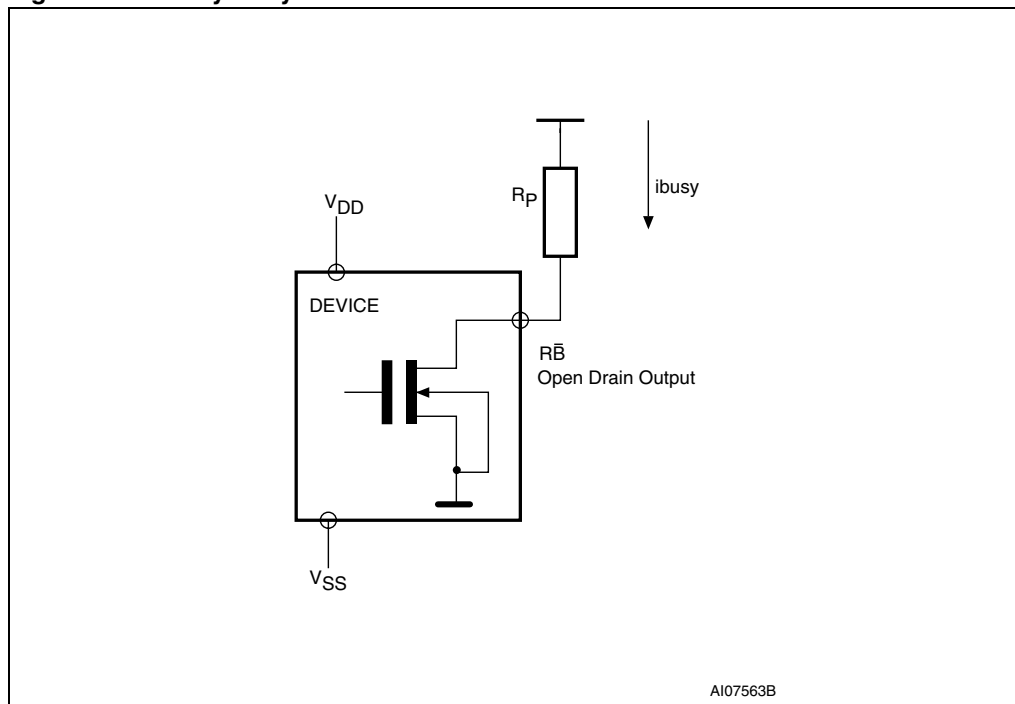 RP
ibusy
VDD
DEVICE
RB̅
Open Drain Output
VSS
AI07563B